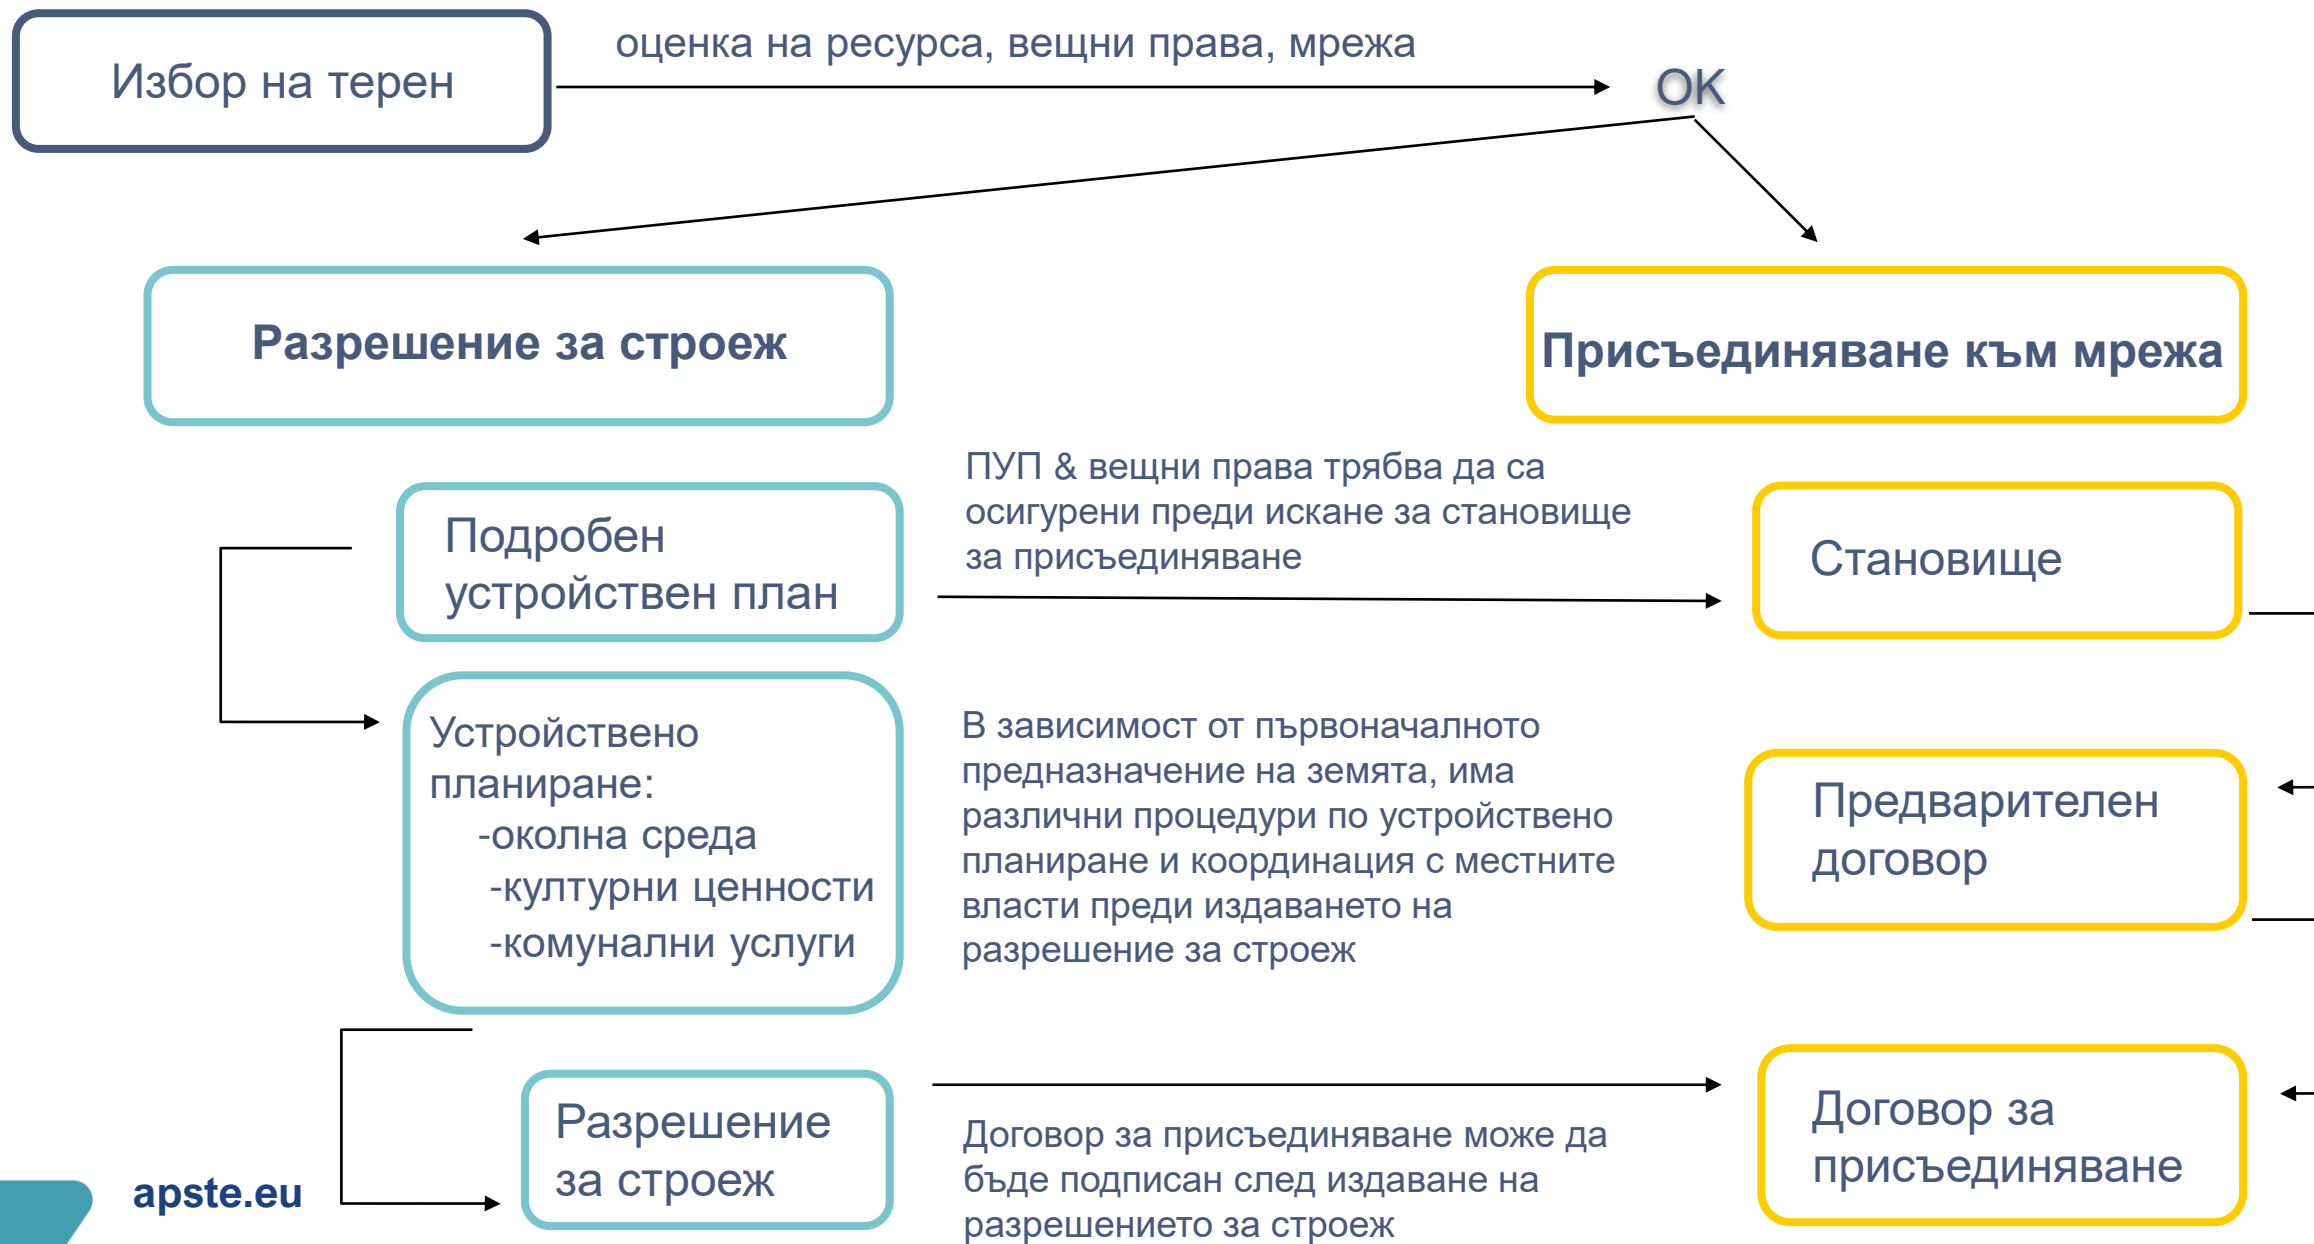 Избор на терен
оценка на ресурса, вещни права, мрежа
OK
Разрешение за строеж
Присъединяване към мрежа
Подробен
устройствен план
ПУП & вещни права трябва да са
осигурени преди искане за становище
за присъединяване
Становище
Устройствено
планиране:
-околна среда
-културни ценности
-комунални услуги
В зависимост от първоначалното
предназначение на земята, има
различни процедури по устройствено
планиране и координация с местните
власти преди издаването на
разрешение за строеж
Предварителен
договор
Разрешение
за строеж
Договор за присъединяване може да
бъде подписан след издаване на
разрешението за строеж
Договор за
присъединяване
apste.eu